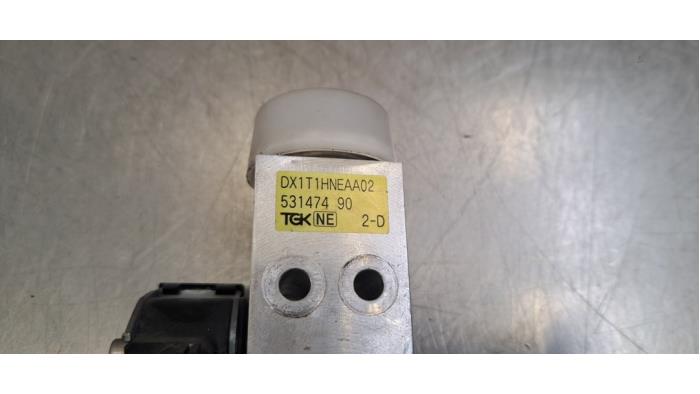 DX1T1HNEAA02
531474 90
TGK NE 2-D